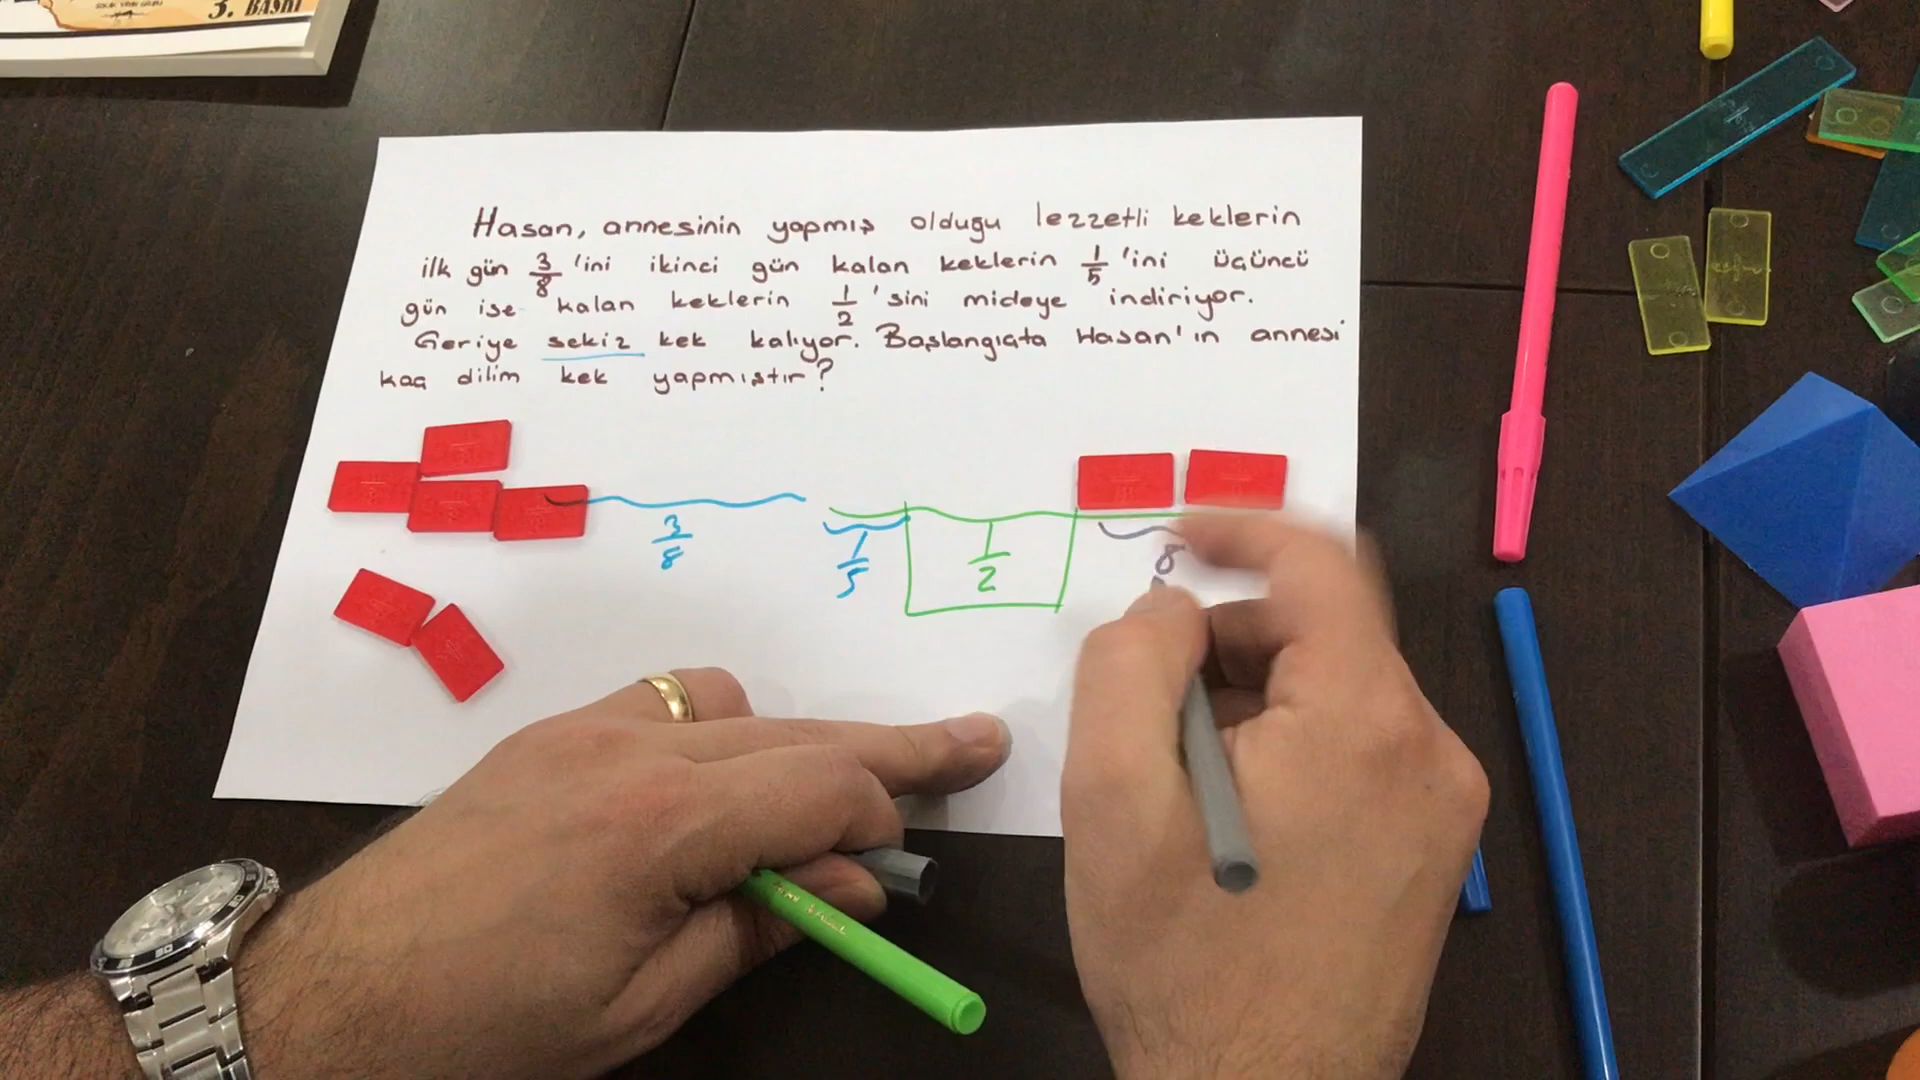 3. BASKI
Hasan, annesinin yapmış olduğu lezzetli keklerin
ilk gün 3/8 'ini ikinci gün kalan keklerin 1/5 'ini üçüncü
gün ise kalan keklerin 1/2 'sini mideye indiriyor.
Geriye sekiz kek kalıyor. Başlangıçta Hasan'ın annesi
kaç dilim kek yapmıştır?
3/8
1/5
1/2
8